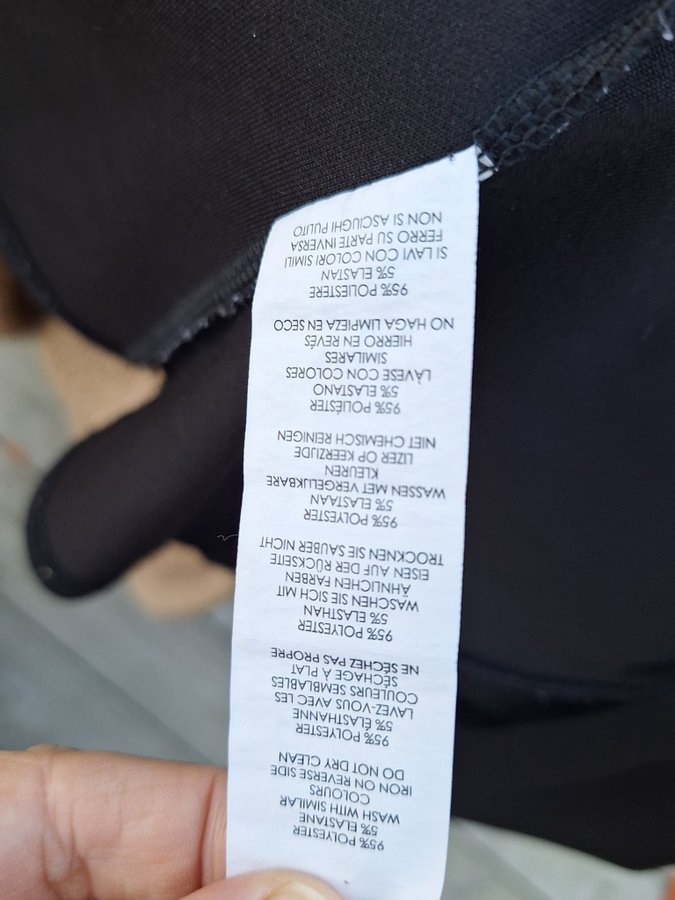 95% POLYESTER
5% ELASTANE
WASH WITH SIMILAR
COLOURS
IRON ON REVERSE SIDE
DO NOT DRY CLEAN
95% POLYESTER
5% ÉLASTHANNE
LAVEZ-VOUS AVEC LES
COULEURS SEMBLABLES
SÉCHAGE À PLAT
NE SÉCHEZ PAS PROPRE
95% POLYESTER
5% ELASTHAN
WASCHEN SIE SICH MIT
ÄHNLICHEN FARBEN
EISEN AUF DER RÜCKSEITE
TROCKNEN SIE SAUBER NICHT
95% POLYESTER
5% ELASTAAN
WASSEN MET VERGELIJKBARE
KLEUREN
IJZER OP KEERZIJDE
NIET CHEMISCH REINIGEN
95% POLIÉSTER
5% ELASTANO
LÁVESE CON COLORES
SIMILARES
HIERRO EN REVÉS
NO HAGA LIMPIEZA EN SECO
95% POLIESTERE
5% ELASTAN
SI LAVI CON COLORI SIMILI
FERRO SU PARTE INVERSA
NON SI ASCIUGHI PULITO